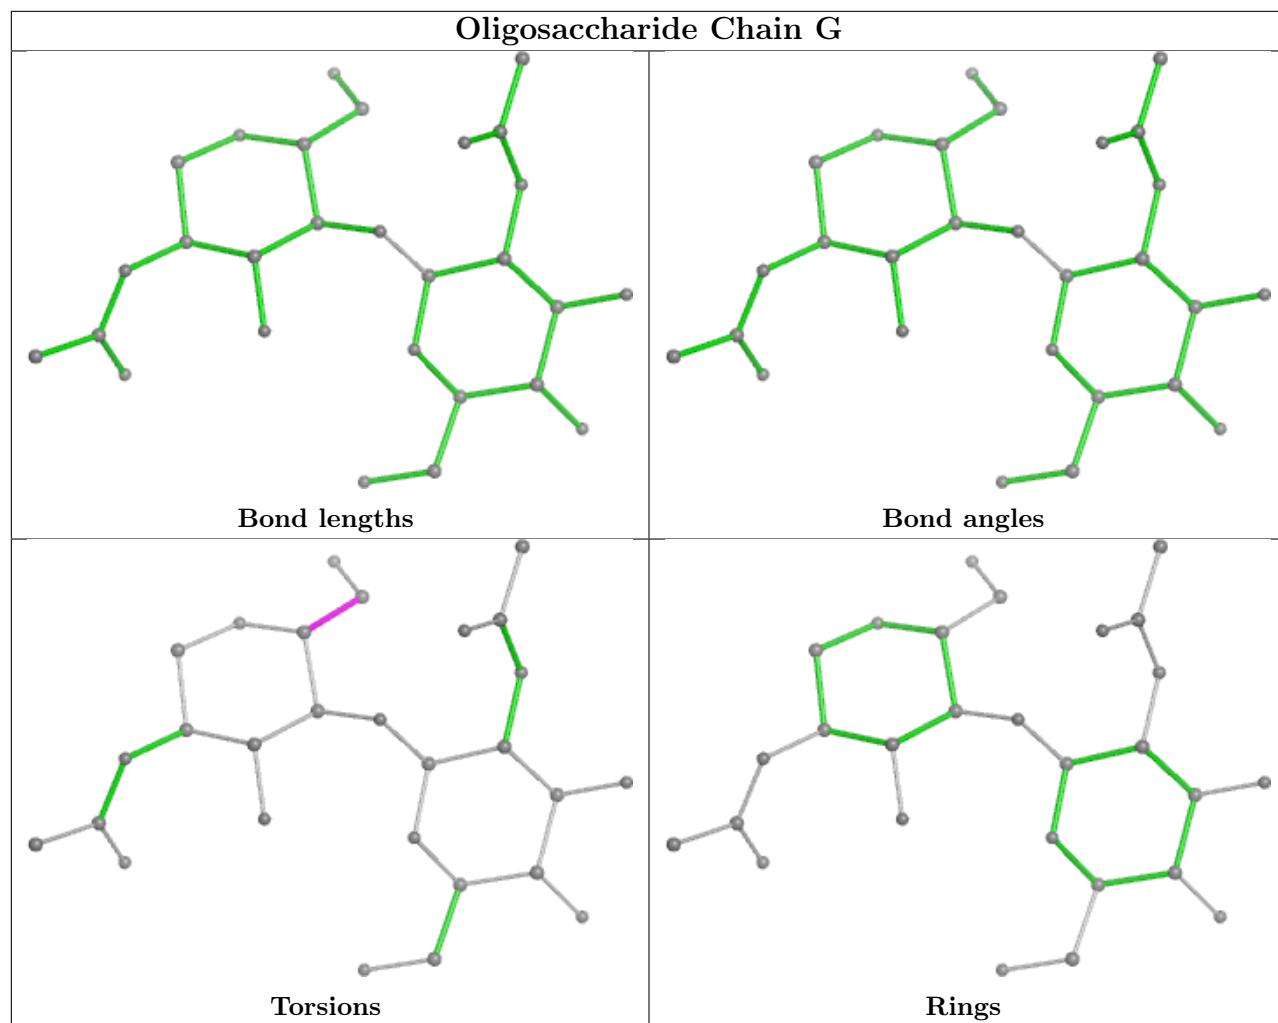 Oligosaccharide Chain G
Bond lengths
Bond angles
Torsions
Rings